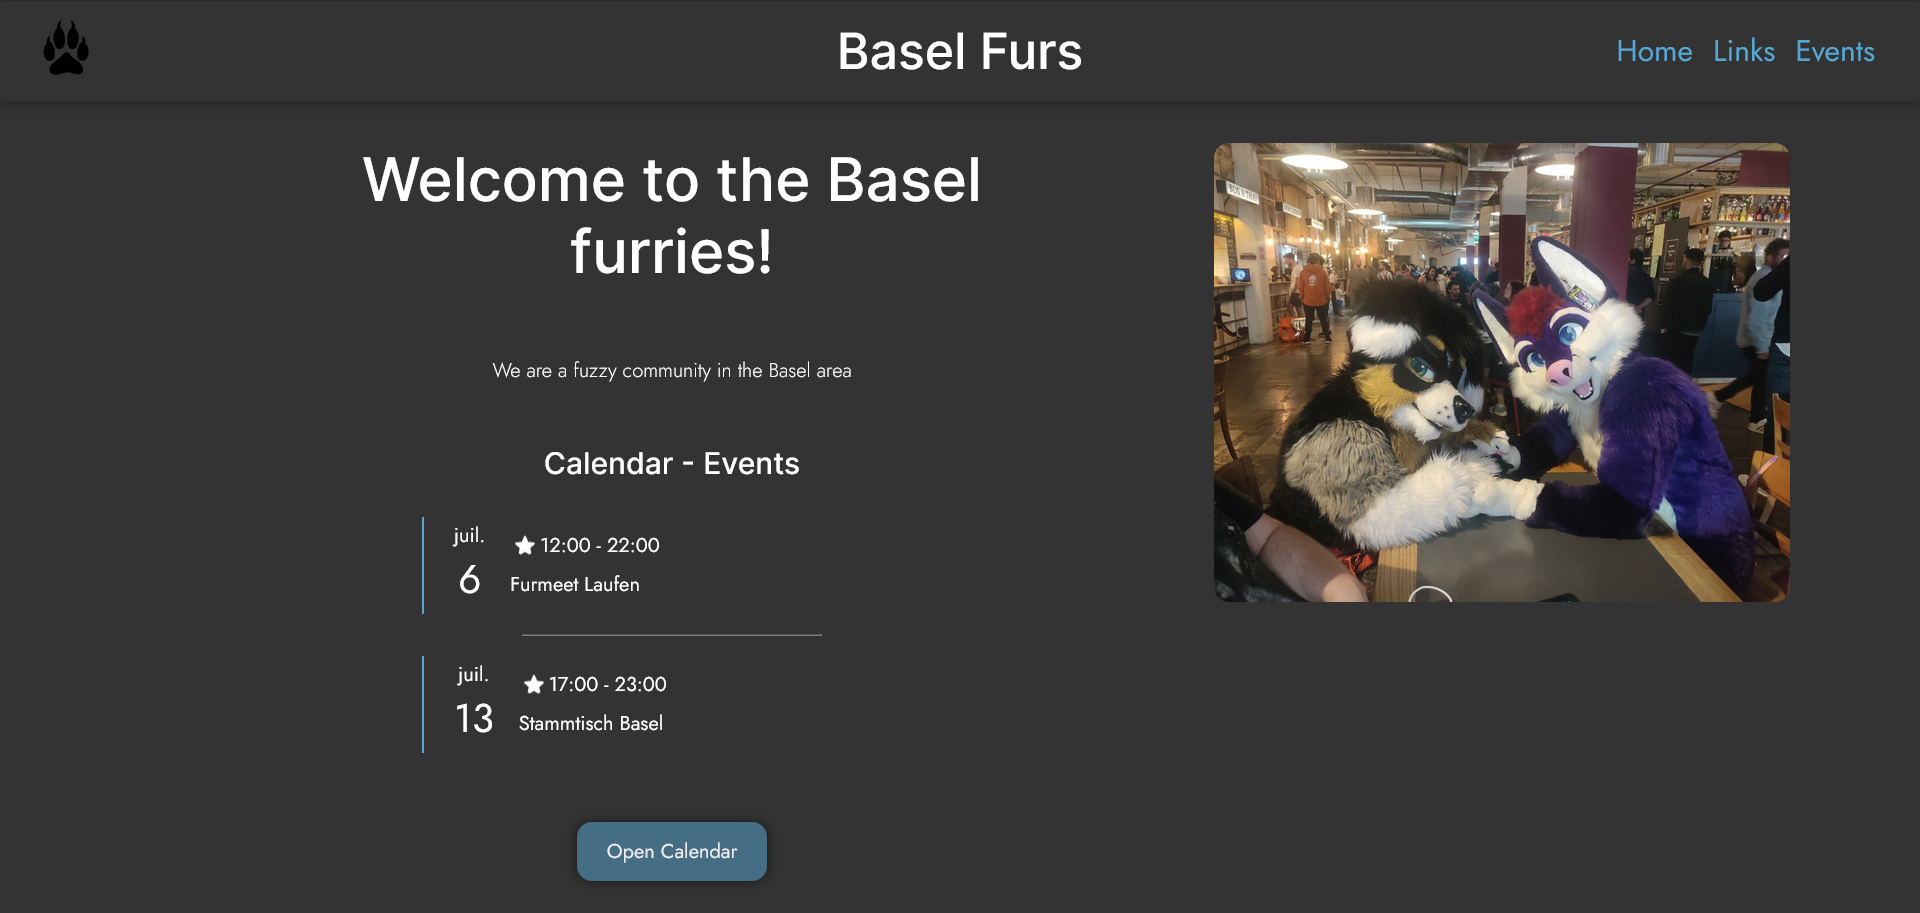 Basel Furs
Home Links Events
Welcome to the Basel
furries!
We are a fuzzy community in the Basel area
Calendar - Events
juil.
6
12:00 - 22:00
Furmeet Laufen
juil.
13
17:00 - 23:00
Stammtisch Basel
Open Calendar